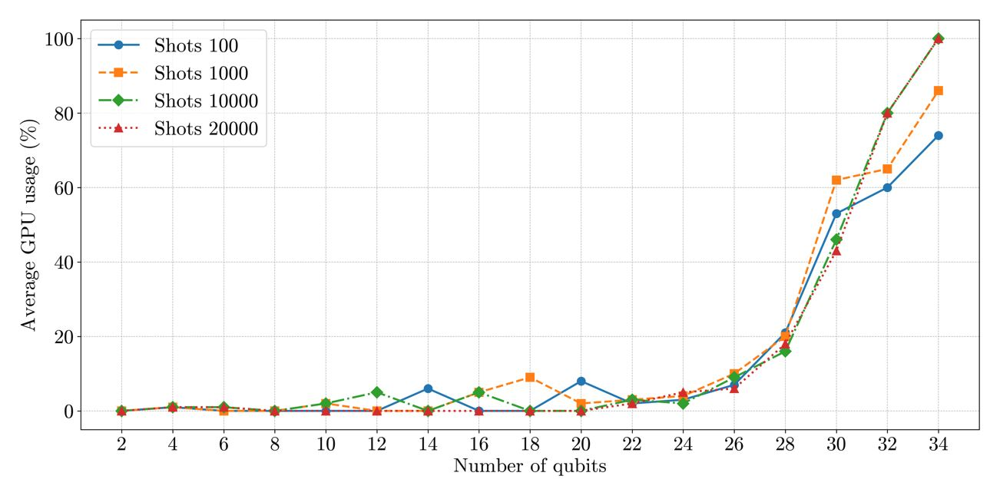 Shots 100
Shots 1000
Shots 10000
Shots 20000
Average GPU usage (%)
100
80
60
40
20
0
2 4 6 8 10 12 14 16 18 20 22 24 26 28 30 32 34
Number of qubits